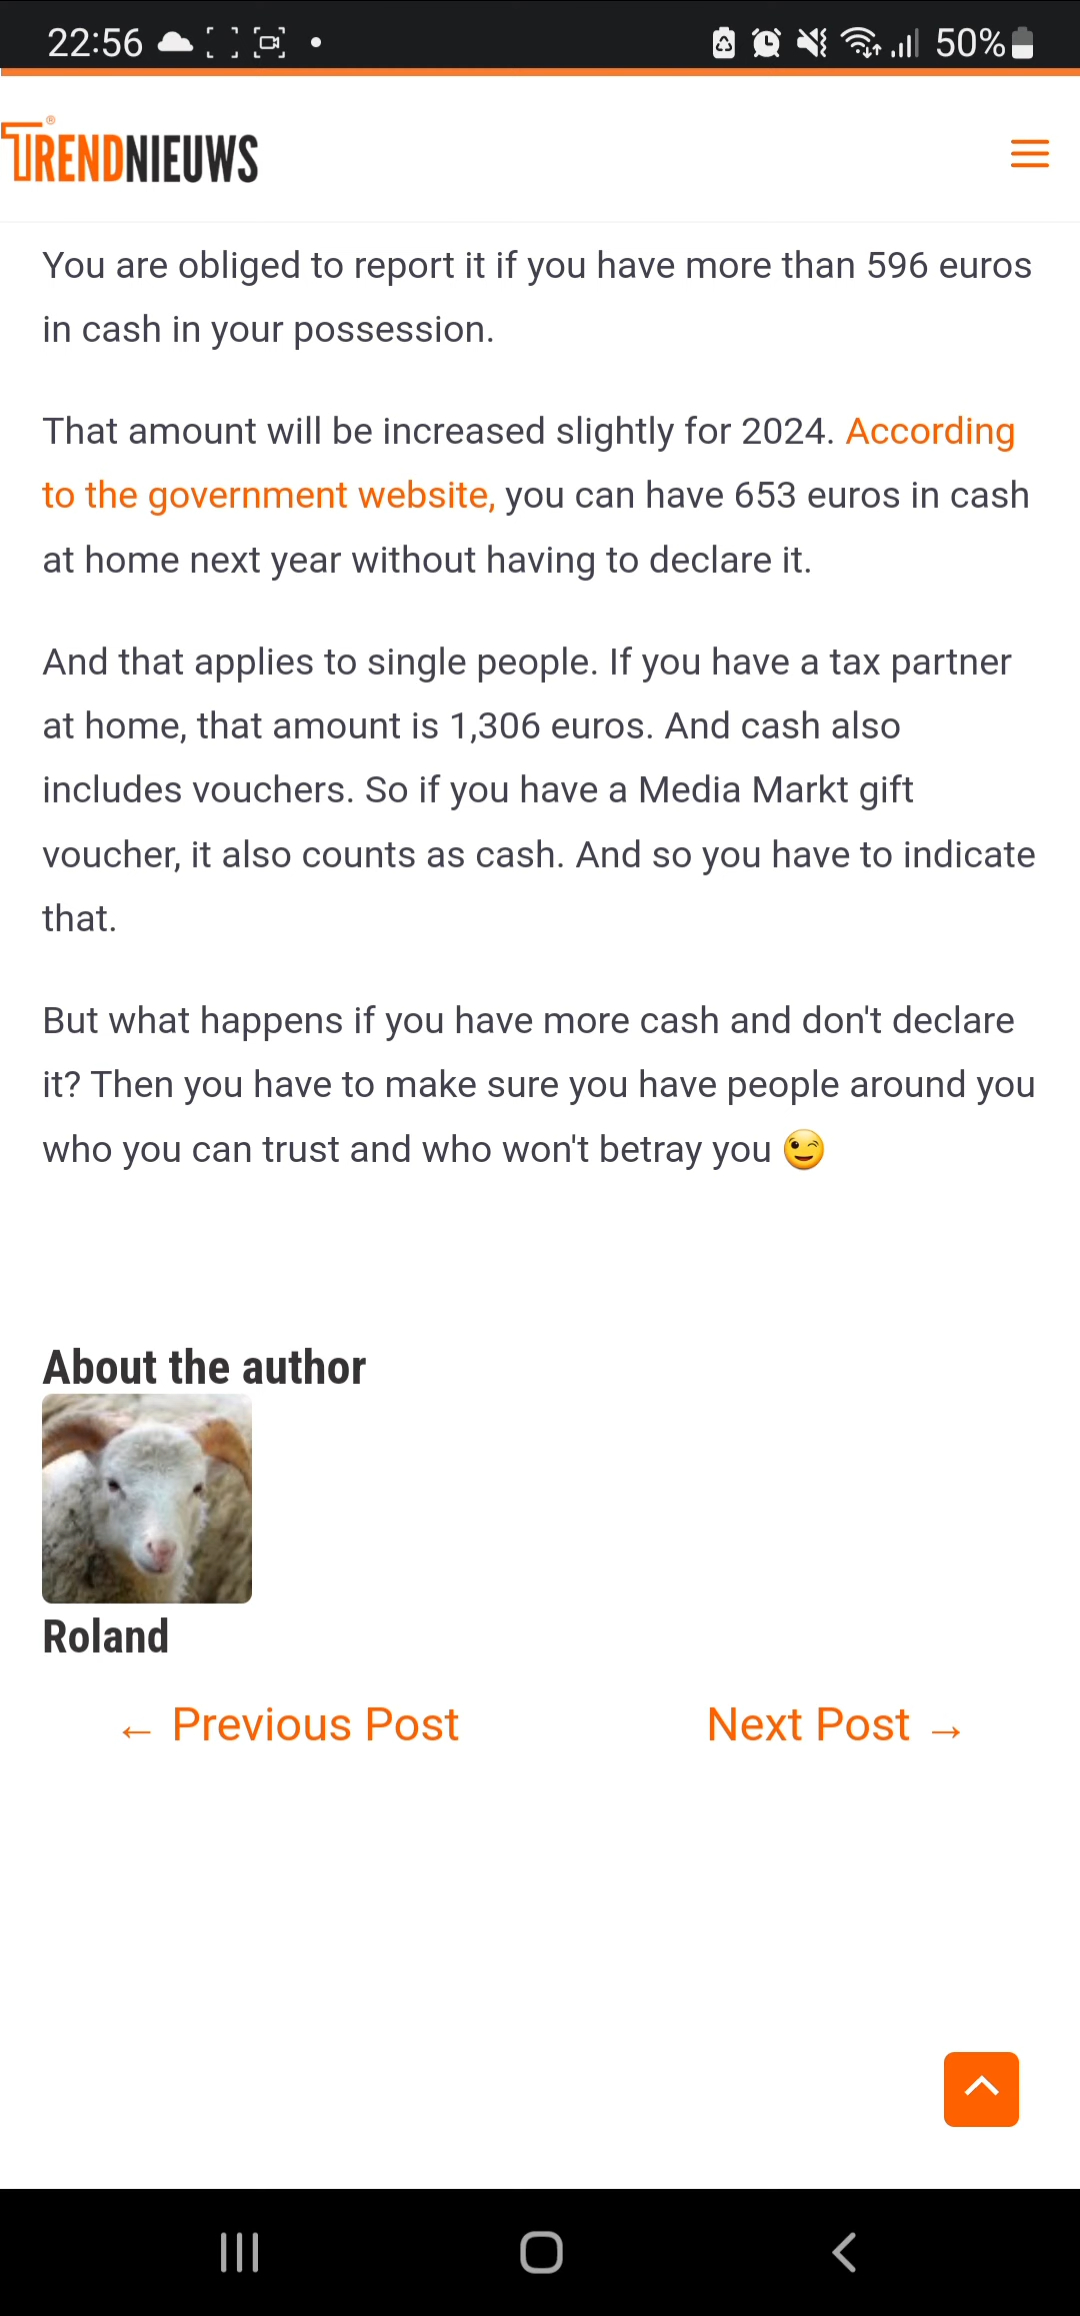 22:56
50%
TRENDNIEUWS®
You are obliged to report it if you have more than 596 euros
in cash in your possession.
That amount will be increased slightly for 2024. According
to the government website, you can have 653 euros in cash
at home next year without having to declare it.
And that applies to single people. If you have a tax partner
at home, that amount is 1,306 euros. And cash also
includes vouchers. So if you have a Media Markt gift
voucher, it also counts as cash. And so you have to indicate
that.
But what happens if you have more cash and don't declare
it? Then you have to make sure you have people around you
who you can trust and who won't betray you 😉
About the author
Roland
← Previous Post
Next Post →